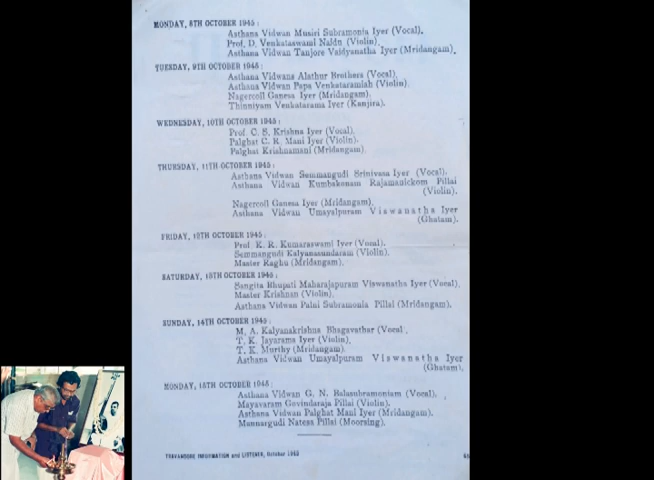 MONDAY, 8TH OCTOBER 1945 :
Asthana Vidwan Musiri Subramonia Iyer (Vocal),
Prof. D. Venkataswami Naidu (Violin)
Asthana Vidwan Tanjore Vaidyanatha Iyer (Mridangam).
TUESDAY, 9TH OCTOBER 1945 :
Asthana Vidwans Alathur Brothers (Vocal),
Asthana Vidwan Papa Venkataramiah (Violin),
Nagercoil Ganesa Iyer (Mridangam),
Thinniyam Venkatarama Iyer (Kanjira).
WEDNESDAY, 10TH OCTOBER 1945 :
Prof. C. S. Krishna Iyer (Vocal),
Palghat C. R. Mani Iyer (Violin),
Palghat Krishnamani (Mridangam).
THURSDAY, 11TH OCTOBER 1945 :
Asthana Vidwan Semmangudi Srinivasa Iyer (Vocal),
Asthana Vidwan Kumbakonam Rajamanickom Pillai
(Violin),
Nagercoil Ganesa Iyer (Mridangam),
Asthana Vidwan Umayalpuram Viswanatha Iyer
(Ghatam).
FRIDAY, 12TH OCTOBER 1945 :
Prof. K. R. Kumaraswami Iyer (Vocal),
Semmangudi Kalyanasundaram (Violin),
Master Raghu (Mridangam).
SATURDAY, 13TH OCTOBER 1945 :
Sangita Bhupati Maharajapuram Viswanatha Iyer (Vocal),
Master Krishnan (Violin),
Asthana Vidwan Palni Subramonia Pillai (Mridangam).
SUNDAY, 14TH OCTOBER 1945 :
M. A. Kalyanakrishna Bhagavathar (Vocal),
T. K. Jayarama Iyer (Violin),
T. K. Murthy (Mridangam),
Asthana Vidwan Umayalpuram Viswanatha Iyer
(Ghatam).
MONDAY, 15TH OCTOBER 1945 :
Asthana Vidwan G. N. Balasubramoniam (Vocal),
Mayavaram Govindaraja Pillai (Violin),
Asthana Vidwan Palghat Mani Iyer (Mridangam),
Mannargudi Natesa Pillai (Moorsing).
TRAVANCORE INFORMATION and LISTENER, October 1945